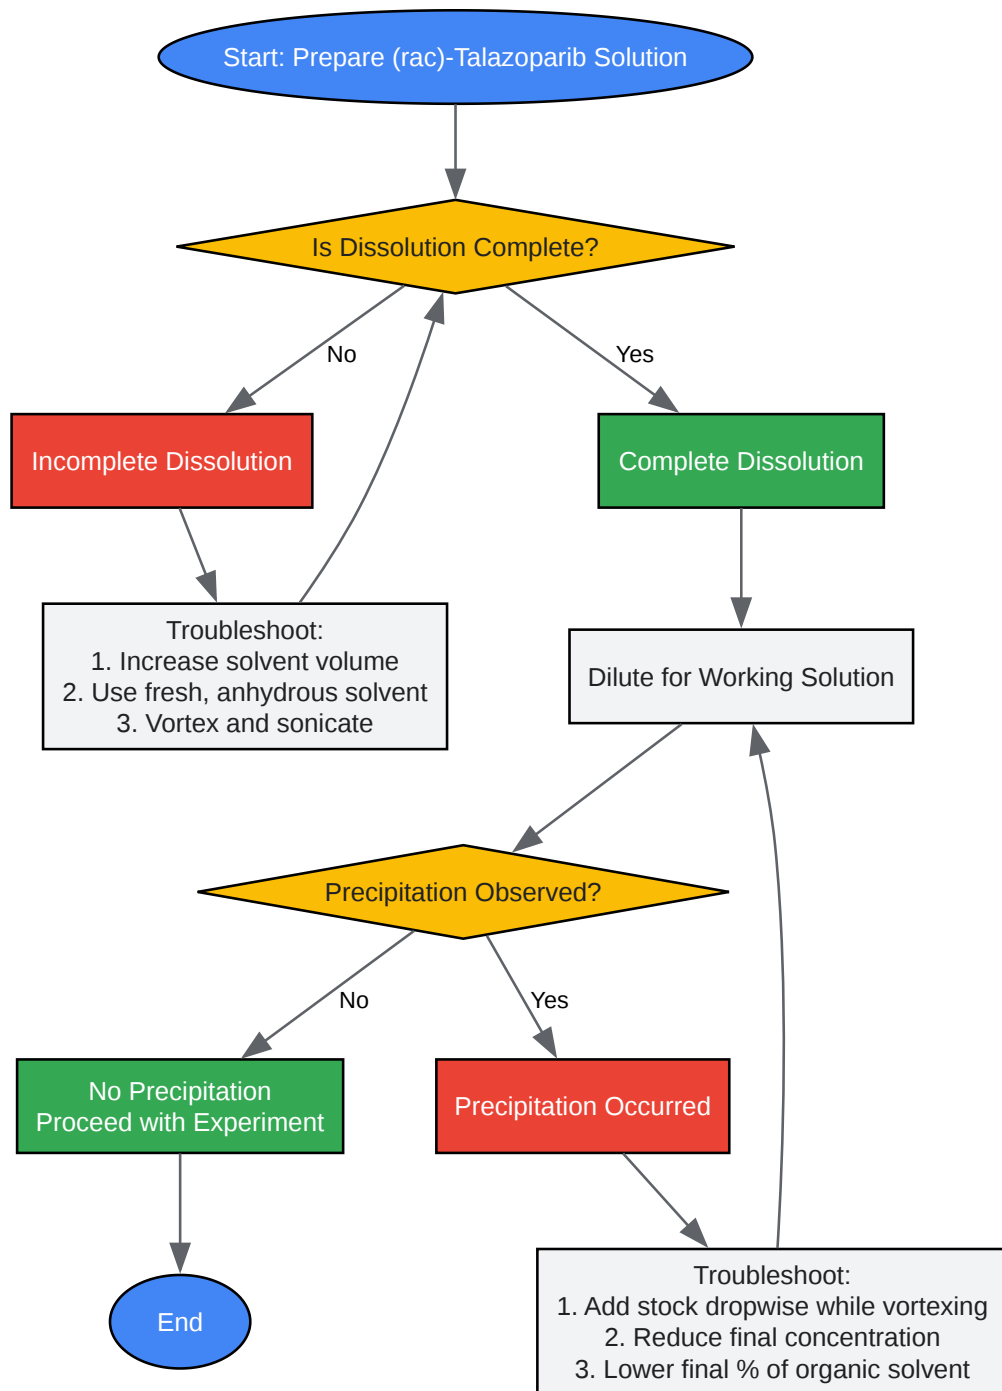 Start: Prepare (rac)-Talazoparib Solution
Is Dissolution Complete?
No
Yes
Incomplete Dissolution
Complete Dissolution
Troubleshoot:
1. Increase solvent volume
2. Use fresh, anhydrous solvent
3. Vortex and sonicate
Dilute for Working Solution
Precipitation Observed?
No
Yes
No Precipitation
Proceed with Experiment
Precipitation Occurred
End
Troubleshoot:
1. Add stock dropwise while vortexing
2. Reduce final concentration
3. Lower final % of organic solvent